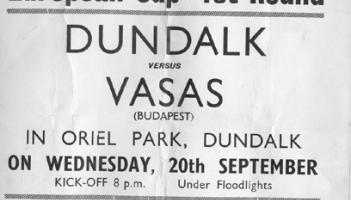 European Cup 1st Round
DUNDALK
VERSUS
VASAS
(BUDAPEST)
IN ORIEL PARK, DUNDALK
ON WEDNESDAY, 20th SEPTEMBER
KICK-OFF 8 p.m. Under Floodlights